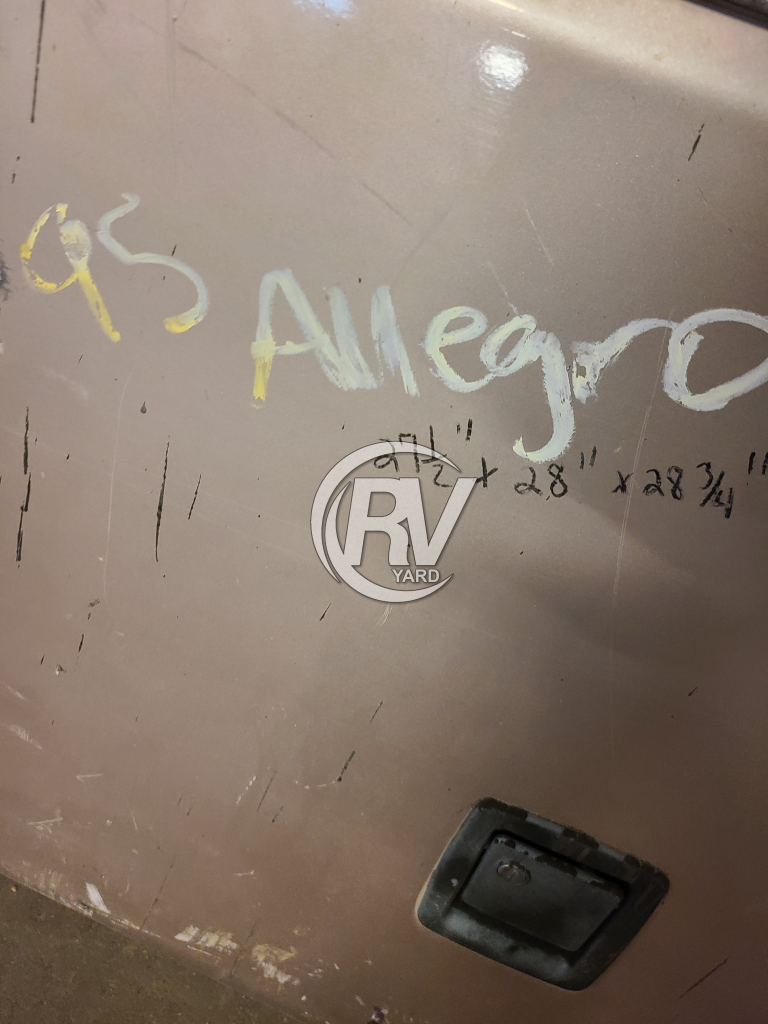 95 Allegro
27 1/2" x 28" x 28 3/4"
RV
YARD